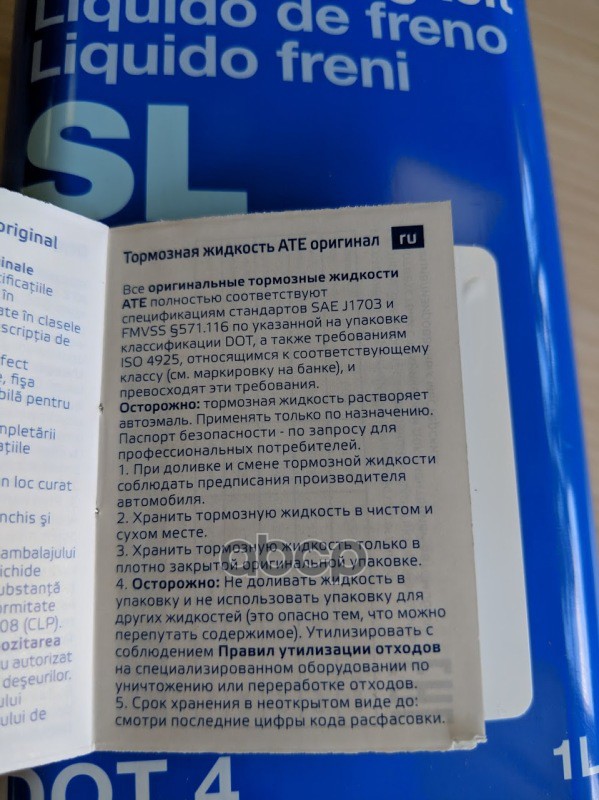 Líquido de freno
Liquido freni
SL
original
Тормозная жидкость ATE оригинал ru
Все оригинальные тормозные жидкости
ATE полностью соответствуют
спецификациям стандартов SAE J1703 и
FMVSS §571.116 по указанной на упаковке
классификации DOT, а также требованиям
ISO 4925, относящимся к соответствующему
классу (см. маркировку на банке), и
превосходят эти требования.
Осторожно: тормозная жидкость растворяет
автоэмаль. Применять только по назначению.
Паспорт безопасности - по запросу для
профессиональных потребителей.
1. При доливке и смене тормозной жидкости
соблюдать предписания производителя
автомобиля.
2. Хранить тормозную жидкость в чистом и
сухом месте.
3. Хранить тормозную жидкость только в
плотно закрытой оригинальной упаковке.
4. Осторожно: Не доливать жидкость в
упаковку и не использовать упаковку для
других жидкостей (это опасно тем, что можно
перепутать содержимое). Утилизировать с
соблюдением Правил утилизации отходов
на специализированном оборудовании по
уничтожению или переработке отходов.
5. Срок хранения в неоткрытом виде до:
смотри последние цифры кода расфасовки.
inale
ificațiile
în
ate în clasele
scripția de
rfect
e, fișa
bilă pentru
mpletării
ațiile
n loc curat
nchis și
ambalajului
ichide
ubstanță
ormitate
08 (CLP).
pozitarea
u autorizat
deșeurilor.
ului
ului de
abcp
DOT 4
1L